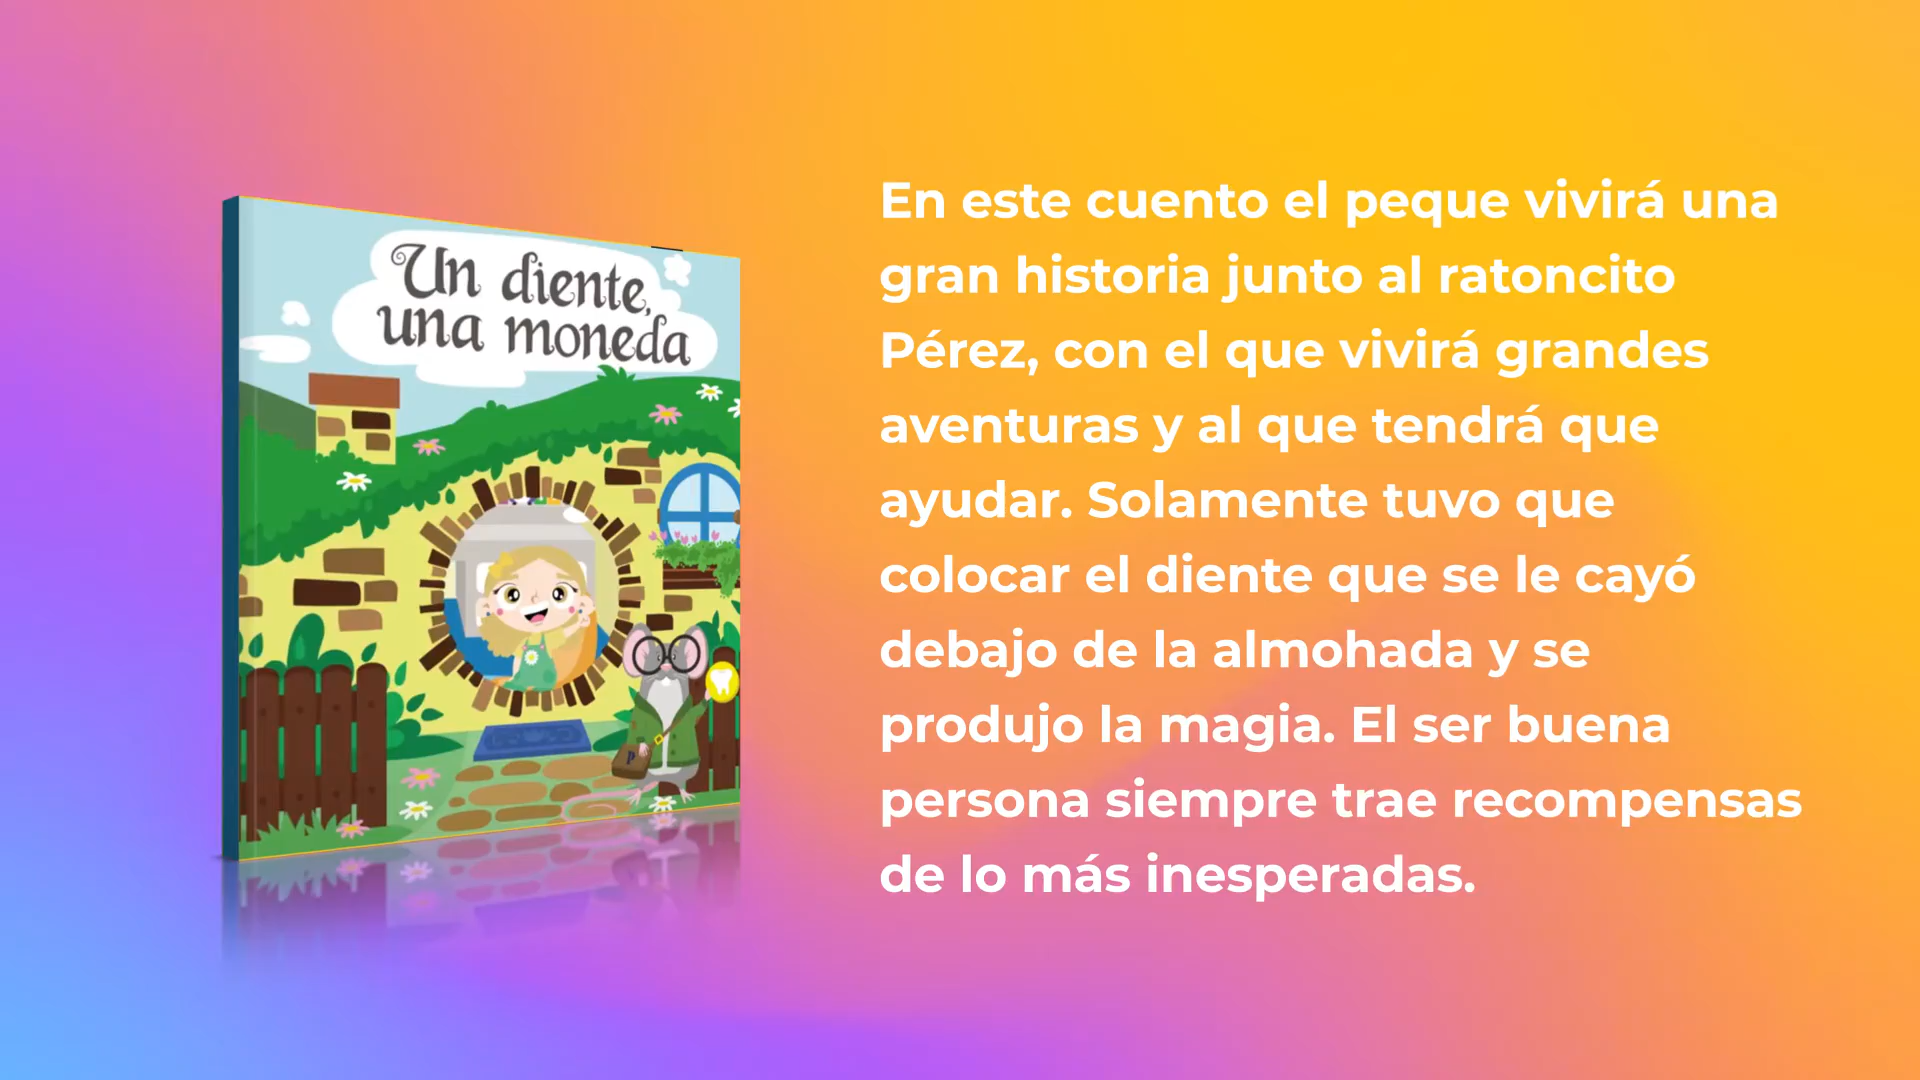 Un diente,
una moneda
P
En este cuento el peque vivirá una
gran historia junto al ratoncito
Pérez, con el que vivirá grandes
aventuras y al que tendrá que
ayudar. Solamente tuvo que
colocar el diente que se le cayó
debajo de la almohada y se
produjo la magia. El ser buena
persona siempre trae recompensas
de lo más inesperadas.